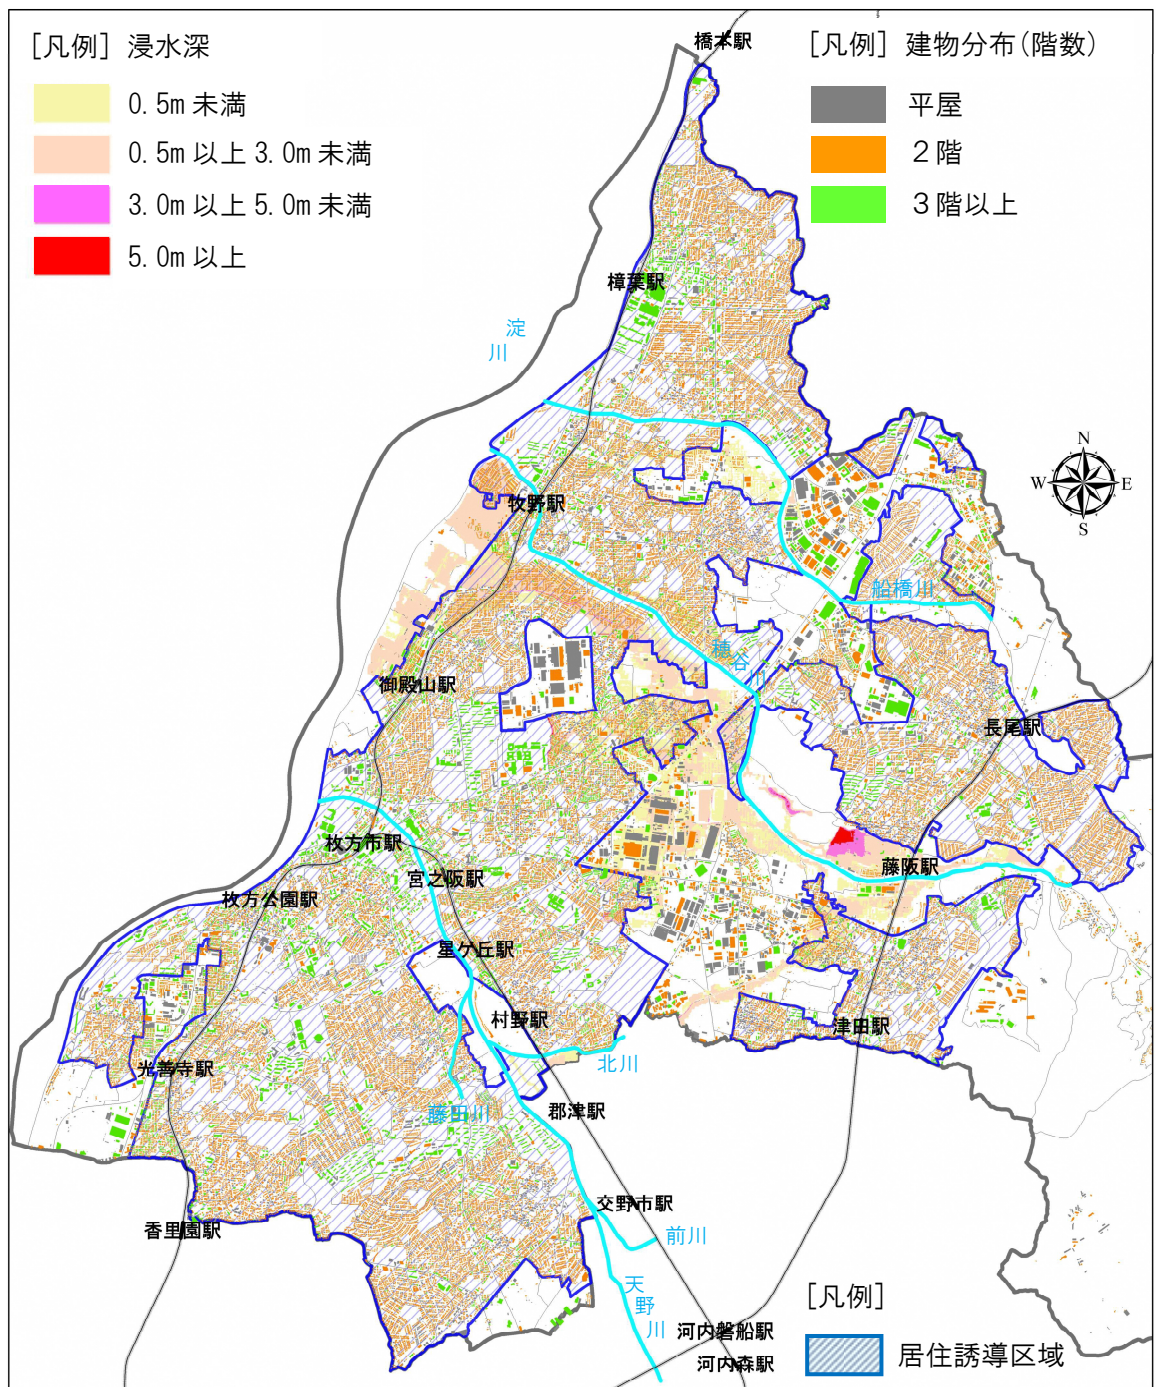 [凡例] 浸水深
0.5m 未満
0.5m 以上 3.0m 未満
3.0m 以上 5.0m 未満
5.0m 以上
[凡例] 建物分布(階数)
平屋
2階
3階以上
橋本駅
樟葉駅
淀川
N
W E
S
牧野駅
船橋川
穂谷川
御殿山駅
長尾駅
枚方市駅
宮之阪駅
藤阪駅
枚方公園駅
星ケ丘駅
村野駅
津田駅
光善寺駅
北川
藤田川
郡津駅
交野市駅
香里園駅
前川
天野川
[凡例]
河内磐船駅
居住誘導区域
河内森駅